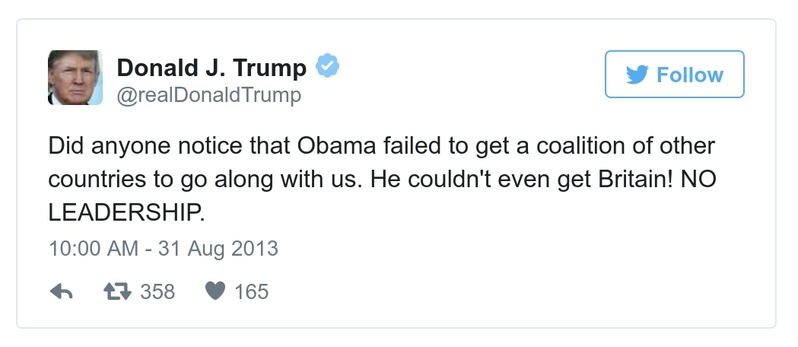 Donald J. Trump
Follow
@realDonaldTrump
Did anyone notice that Obama failed to get a coalition of other
countries to go along with us. He couldn't even get Britain! NO
LEADERSHIP.
10:00 AM - 31 Aug 2013
358 165